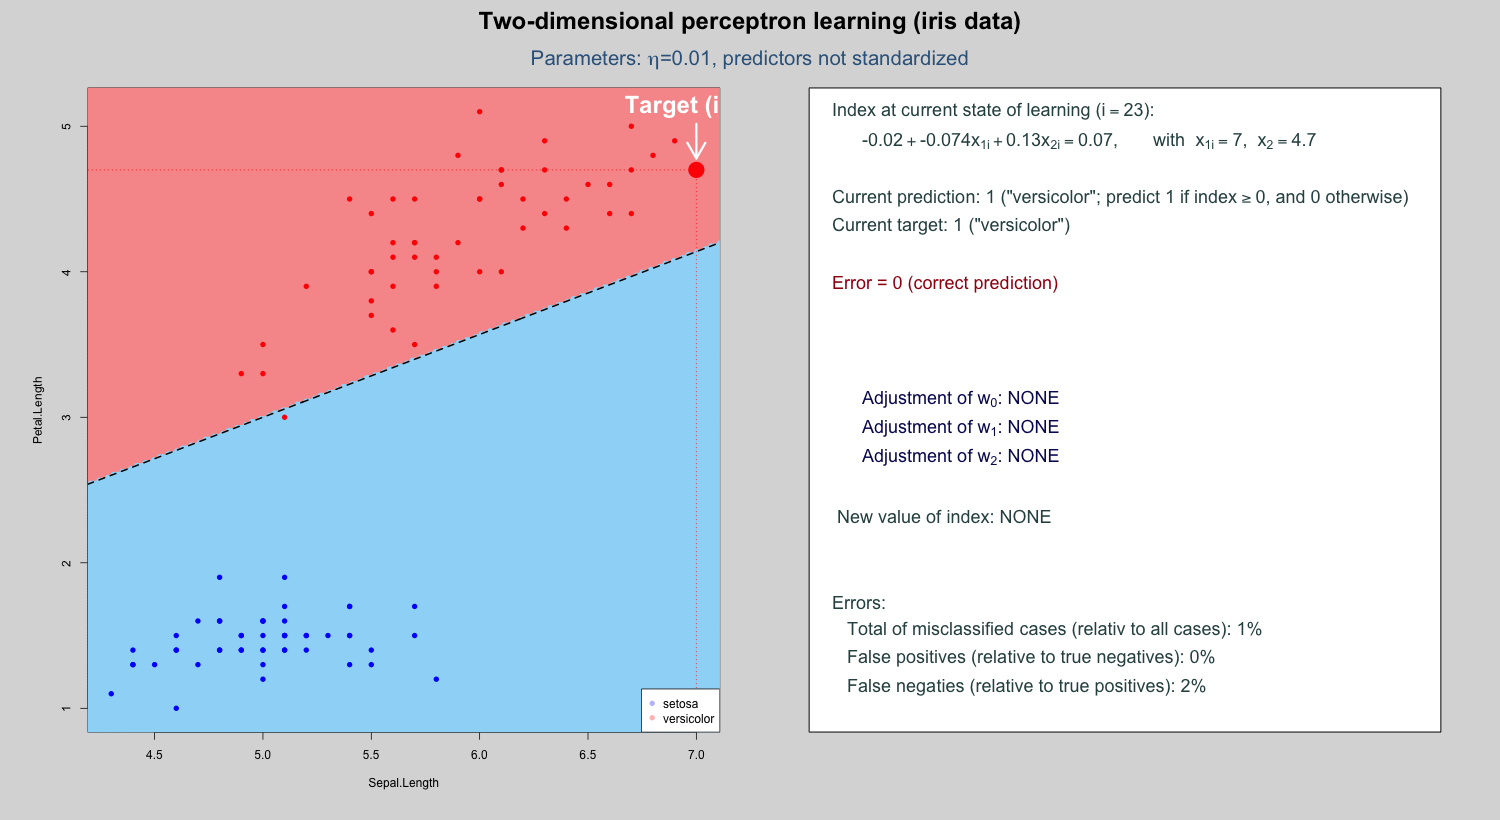 Two-dimensional perceptron learning (iris data)
Parameters: η=0.01, predictors not standardized
Target (i
5
4
3
2
1
Petal.Length
setosa
versicolor
4.5 5.0 5.5 6.0 6.5 7.0
Sepal.Length
Index at current state of learning (i = 23):
-0.02 + -0.074x1i + 0.13x2i = 0.07, with x1i = 7, x2 = 4.7
Current prediction: 1 ("versicolor"; predict 1 if index ≥ 0, and 0 otherwise)
Current target: 1 ("versicolor")
Error = 0 (correct prediction)
Adjustment of w0: NONE
Adjustment of w1: NONE
Adjustment of w2: NONE
New value of index: NONE
Errors:
Total of misclassified cases (relativ to all cases): 1%
False positives (relative to true negatives): 0%
False negaties (relative to true positives): 2%